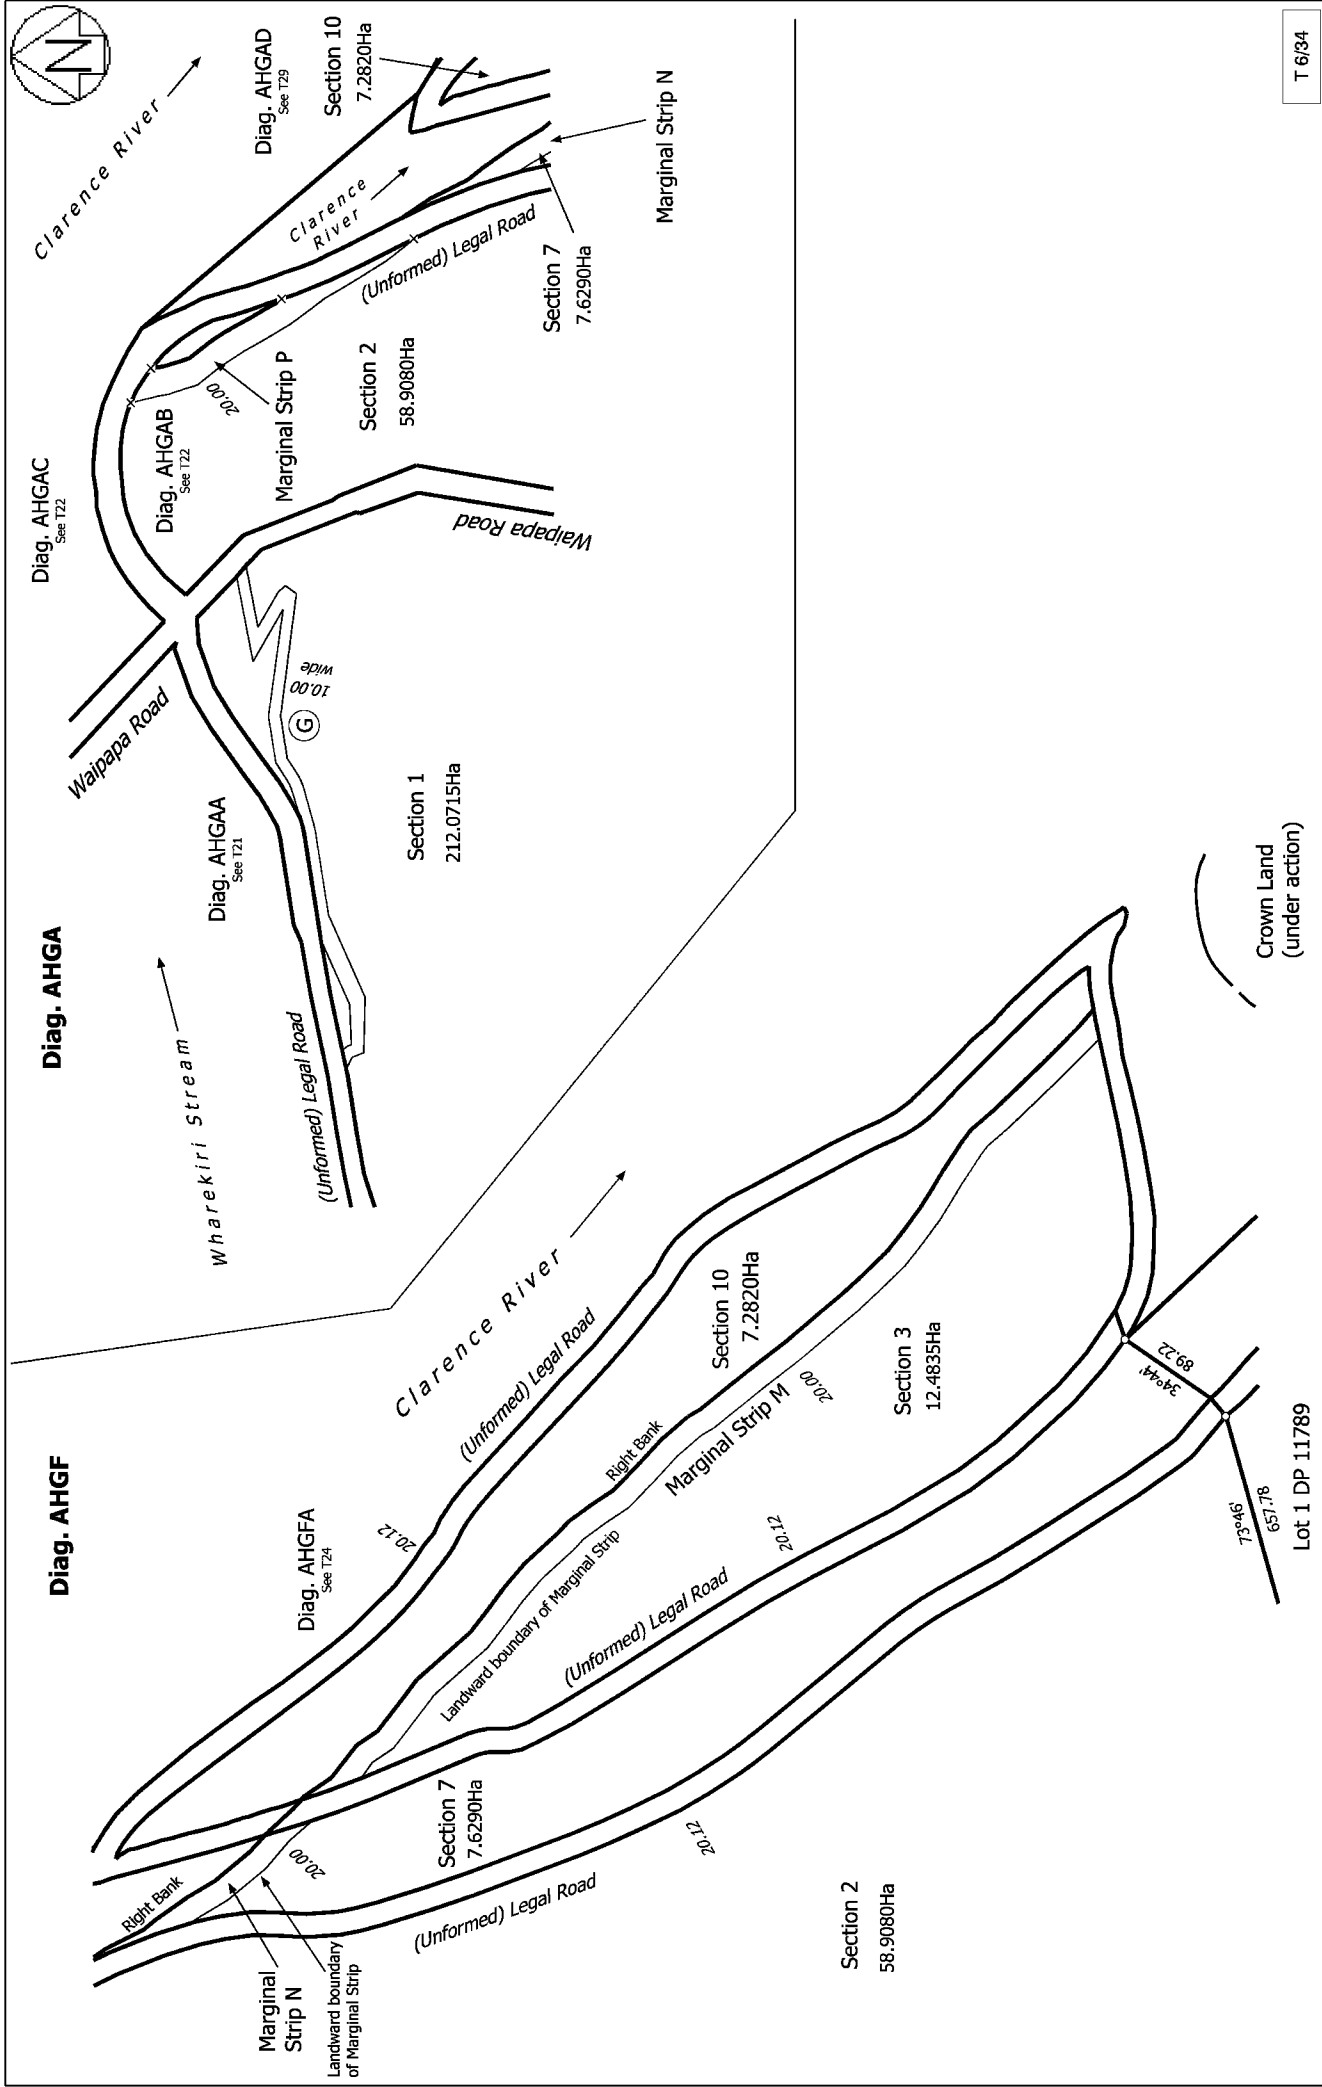 Diag. AHGF
Diag. AHGFA
See T24
Clarence River
(Unformed) Legal Road
20.12
Right Bank
Section 10
7.2820Ha
Marginal Strip M
20.00
Landward boundary of Marginal Strip
Section 3
12.4835Ha
(Unformed) Legal Road
20.12
Right Bank
20.00
Marginal
Strip N
Landward boundary
of Marginal Strip
Section 7
7.6290Ha
(Unformed) Legal Road
20.12
Section 2
58.9080Ha
34°44'
89.22
73°46'
657.78
Lot 1 DP 11789
Crown Land
(under action)
Diag. AHGA
Wharekiri Stream
(Unformed) Legal Road
Diag. AHGAA
See T21
Waipapa Road
G
10.00
wide
Section 1
212.0715Ha
Diag. AHGAC
See T22
Diag. AHGAB
See T22
20.00
Marginal Strip P
Section 2
58.9080Ha
Waipapa Road
Clarence River
Diag. AHGAD
See T29
Section 10
7.2820Ha
Clarence
River
(Unformed) Legal Road
Section 7
7.6290Ha
Marginal Strip N
N
T 6/34